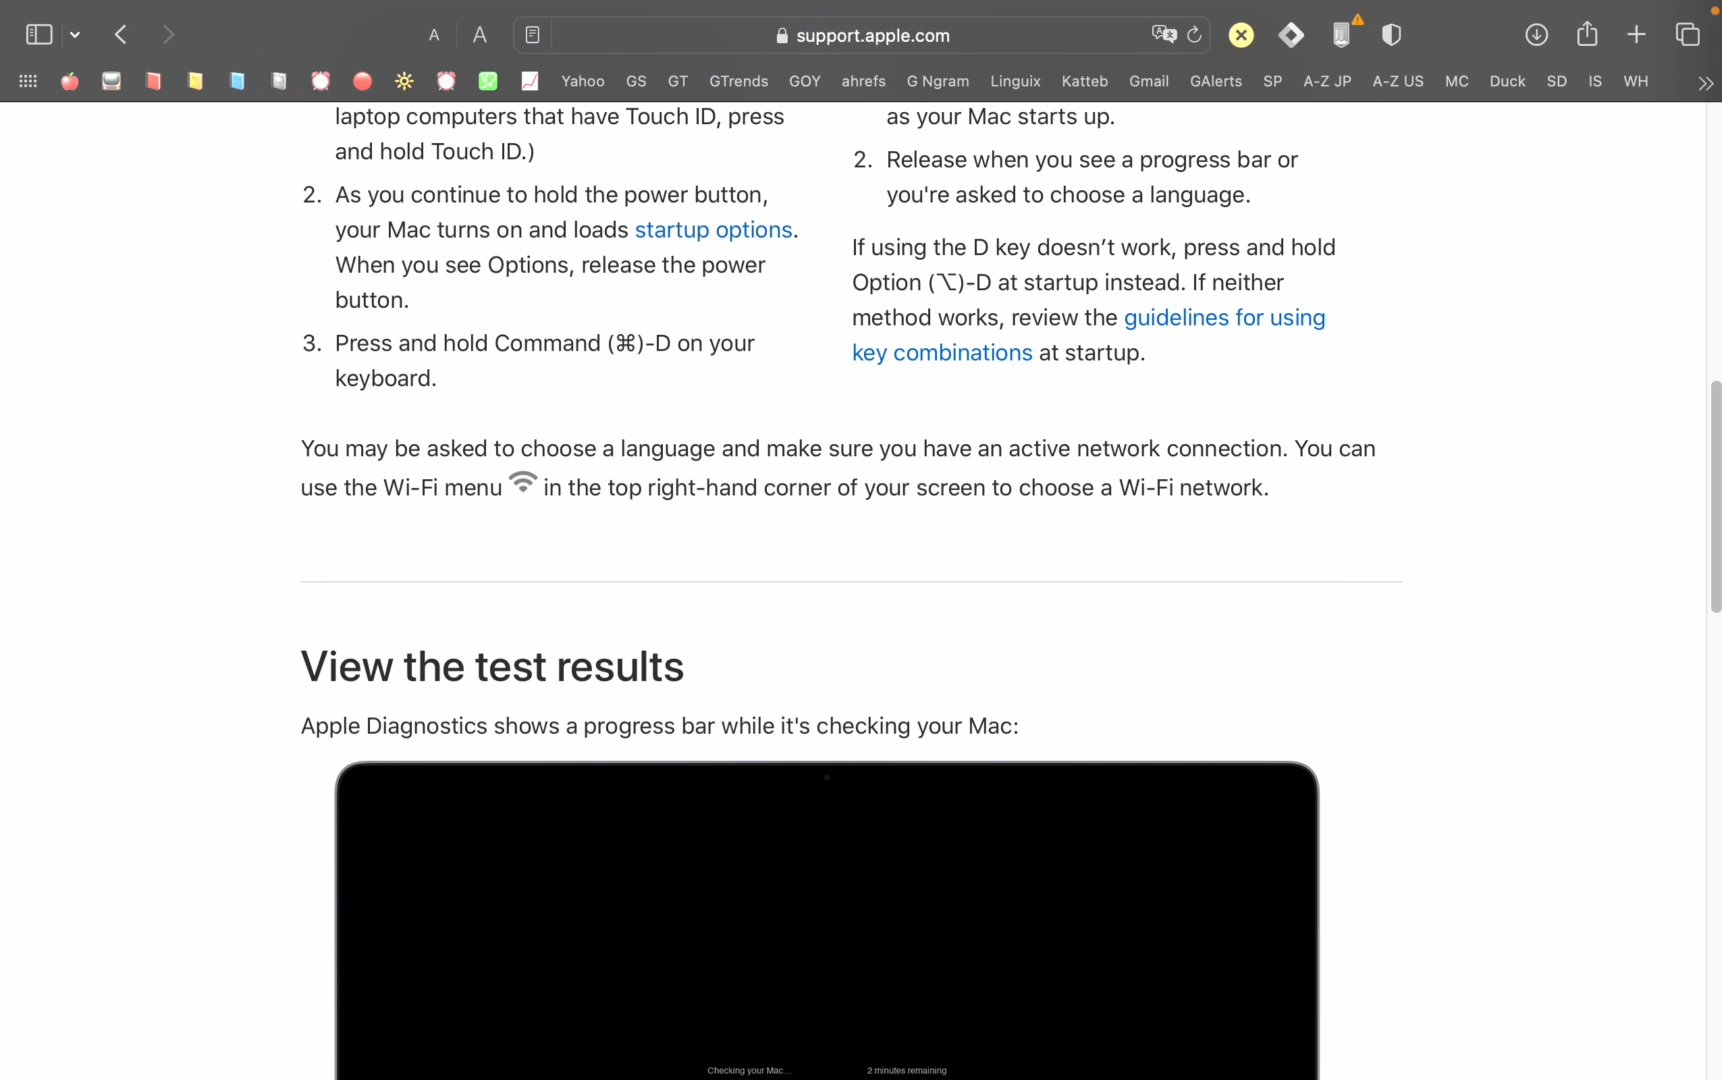 A A support.apple.com
Yahoo GS GT GTrends GOY ahrefs G Ngram Linguix Katteb Gmail GAlerts SP A-Z JP A-Z US MC Duck SD IS WH
laptop computers that have Touch ID, press
and hold Touch ID.)
2. As you continue to hold the power button,
your Mac turns on and loads startup options.
When you see Options, release the power
button.
3. Press and hold Command (⌘)-D on your
keyboard.
as your Mac starts up.
2. Release when you see a progress bar or
you're asked to choose a language.
If using the D key doesn’t work, press and hold
Option (⌥)-D at startup instead. If neither
method works, review the guidelines for using
key combinations at startup.
You may be asked to choose a language and make sure you have an active network connection. You can
use the Wi-Fi menu in the top right-hand corner of your screen to choose a Wi-Fi network.
View the test results
Apple Diagnostics shows a progress bar while it's checking your Mac:
Checking your Mac... 2 minutes remaining